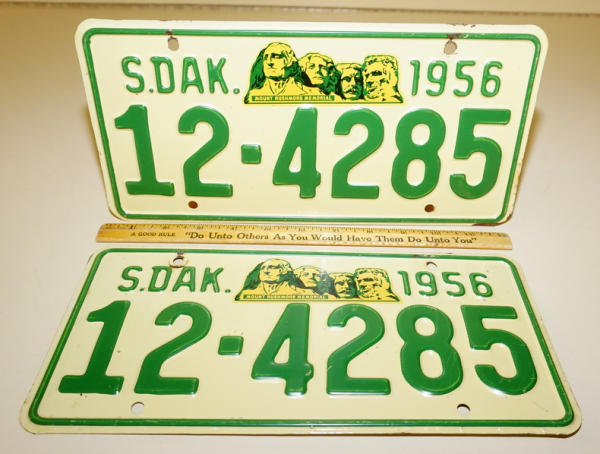 S.DAK. MOUNT RUSHMORE MEMORIAL 1956
12-4285
A GOOD RULE "Do Unto Others As You Would Have Them Do Unto You"
S.DAK. MOUNT RUSHMORE MEMORIAL 1956
12-4285